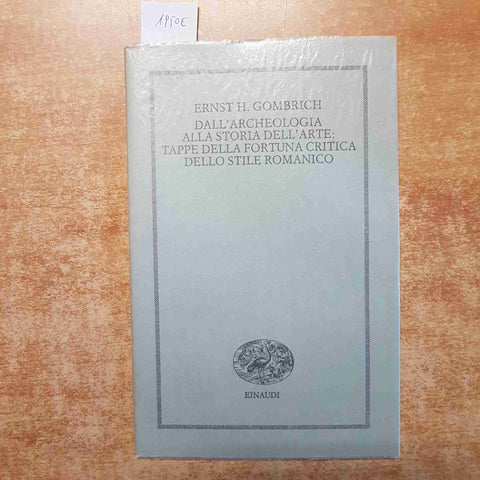 1950E
ERNST H. GOMBRICH
DALL'ARCHEOLOGIA
ALLA STORIA DELL'ARTE:
TAPPE DELLA FORTUNA CRITICA
DELLO STILE ROMANICO
EINAUDI